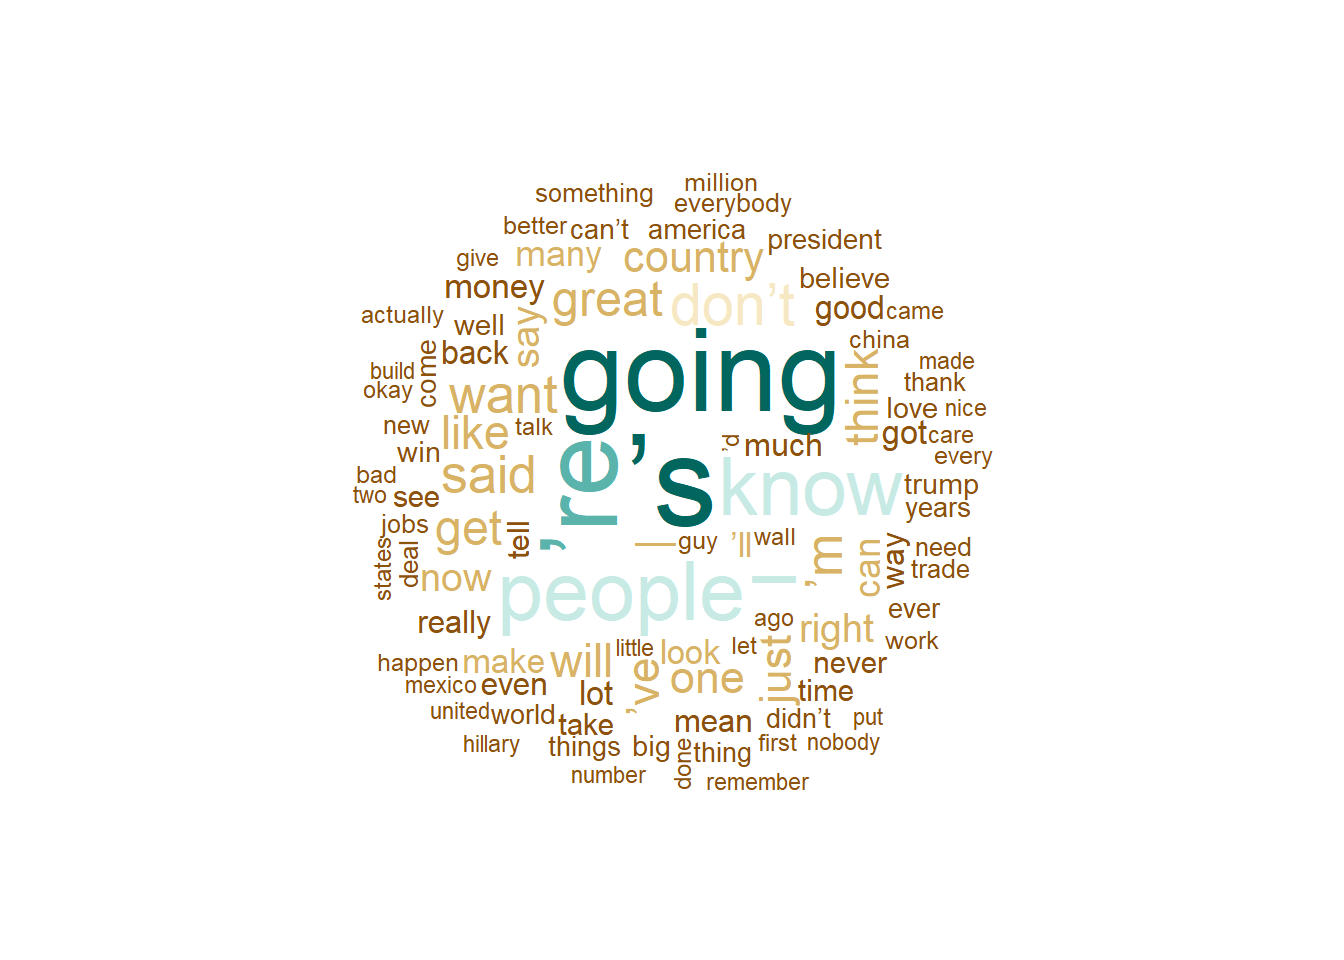 million
something
everybody
better
can’t
america
president
give
many
country
believe
money
great
don’t
good
came
actually
well
say
back
going
china
build
come
want
think
made
okay
thank
new
like
talk
love
nice
win
’d
much
got
care
bad
said
’re
’s
know
every
two
see
trump
jobs
get
tell
—
guy
’ll
wall
years
states
deal
now
people
–
’m
can
way
need
trade
really
ago
right
ever
happen
make
will
little
look
let
just
never
work
mexico
even
lot
’ve
one
time
united
world
take
mean
didn’t
put
hillary
things
big
done
thing
first
nobody
number
remember